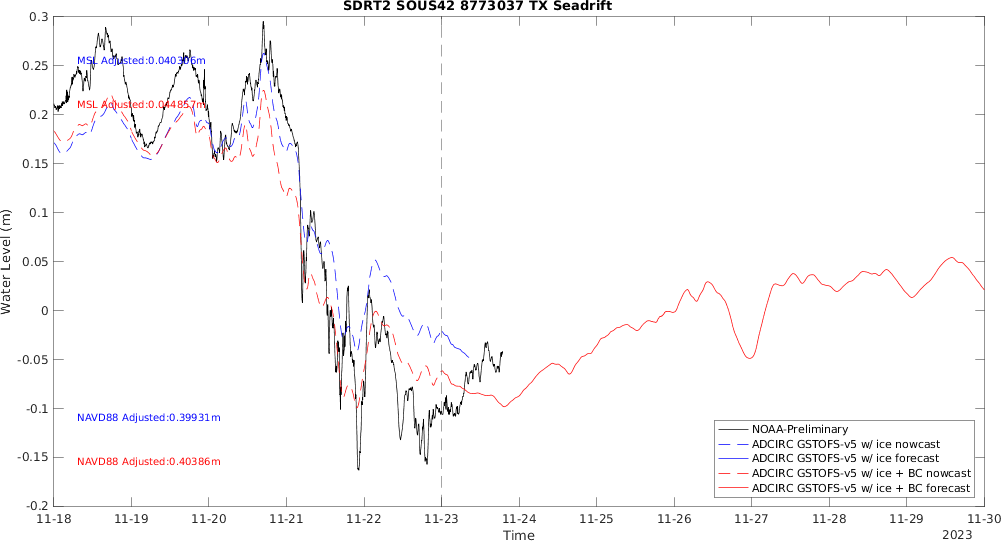 SDRT2 SOUS42 8773037 TX Seadrift
0.3
0.25
0.2
0.15
0.1
0.05
0
-0.05
-0.1
-0.15
-0.2
Water Level (m)
MSL Adjusted:0.040306m
MSL Adjusted:0.044857m
NAVD88 Adjusted:0.39931m
NAVD88 Adjusted:0.40386m
NOAA-Preliminary
ADCIRC GSTOFS-v5 w/ ice nowcast
ADCIRC GSTOFS-v5 w/ ice forecast
ADCIRC GSTOFS-v5 w/ ice + BC nowcast
ADCIRC GSTOFS-v5 w/ ice + BC forecast
11-18 11-19 11-20 11-21 11-22 11-23 11-24 11-25 11-26 11-27 11-28 11-29 11-30
Time
2023